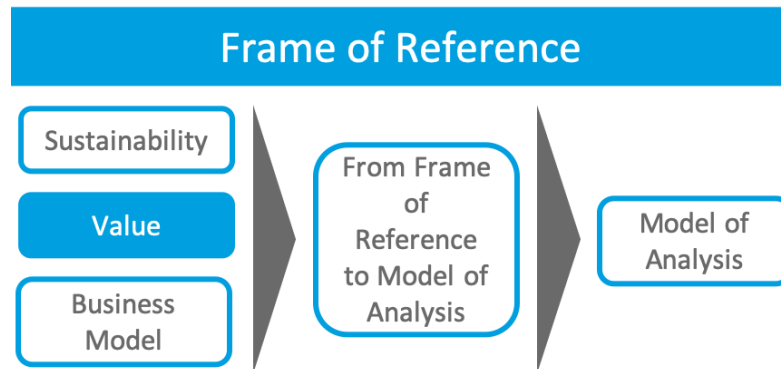 Frame of Reference
Sustainability
Value
Business
Model
From Frame
of
Reference
to Model of
Analysis
Model of
Analysis